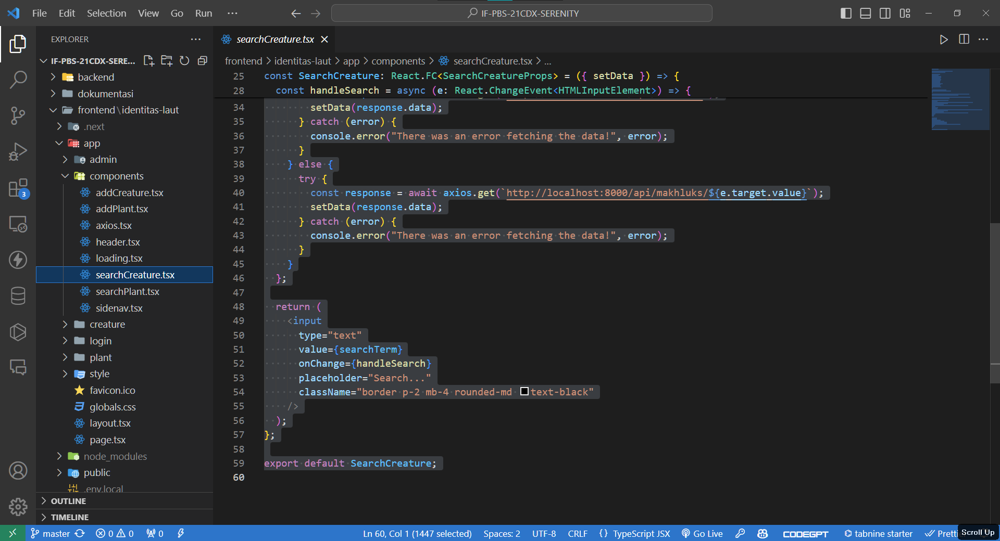 File Edit Selection View Go Run ··· IF-PBS-21CDX-SERENITY
EXPLORER
IF-PBS-21CDX-SERE...
backend
dokumentasi
frontend\identitas-laut
.next
app
admin
components
addCreature.tsx
addPlant.tsx
axios.tsx
header.tsx
loading.tsx
searchCreature.tsx
searchPlant.tsx
sidenav.tsx
creature
login
plant
style
favicon.ico
globals.css
layout.tsx
page.tsx
node_modules
public
.env.local
OUTLINE
TIMELINE
3
searchCreature.tsx
frontend > identitas-laut > app > components > searchCreature.tsx > ...
25 const SearchCreature: React.FC<SearchCreatureProps> = ({ setData }) => {
28 const handleSearch = async (e: React.ChangeEvent<HTMLInputElement>) => {
34 setData(response.data);
35 } catch (error) {
36 console.error("There was an error fetching the data!", error);
37 }
38 } else {
39 try {
40 const response = await axios.get(`http://localhost:8000/api/makhluks/${e.target.value}`);
41 setData(response.data);
42 } catch (error) {
43 console.error("There was an error fetching the data!", error);
44 }
45 }
46 };
47
48 return (
49 <input
50 type="text"
51 value={searchTerm}
52 onChange={handleSearch}
53 placeholder="Search..."
54 className="border p-2 mb-4 rounded-md text-black"
55 />
56 );
57 };
58
59 export default SearchCreature;
60
master 0 0 0 Ln 60, Col 1 (1447 selected) Spaces: 2 UTF-8 CRLF {} TypeScript JSX Go Live CODEGPT tabnine starter Pretti
Scroll Up